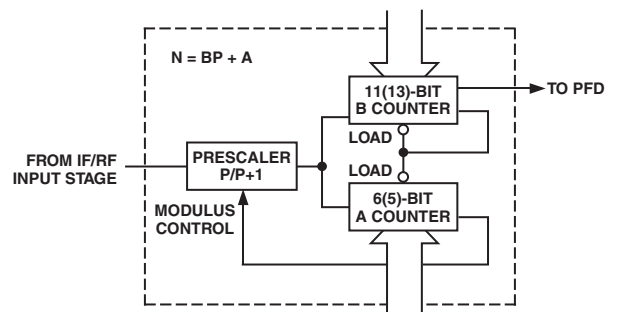 N = BP + A
11(13)-BIT
B COUNTER
TO PFD
LOAD
FROM IF/RF
INPUT STAGE
PRESCALER
P/P+1
LOAD
MODULUS
CONTROL
6(5)-BIT
A COUNTER